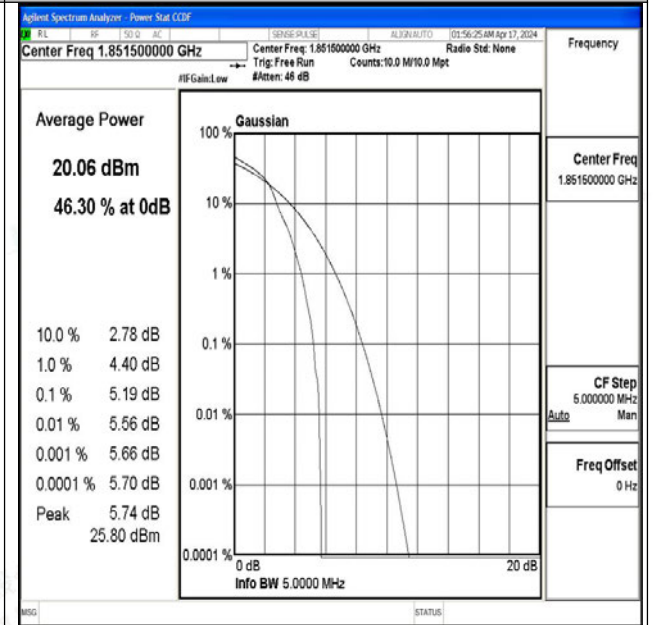 Agilent Spectrum Analyzer - Power Stat CCDF
RL RF 50 Ω AC SENSE:PULSE ALIGN AUTO 01:56:25 AM Apr 17, 2024
Center Freq 1.851500000 GHz
Center Freq: 1.851500000 GHz Radio Std: None
Trig: Free Run Counts:10.0 M/10.0 Mpt
#IFGain:Low #Atten: 46 dB
Frequency
Average Power
20.06 dBm
46.30 % at 0dB
10.0 % 2.78 dB
1.0 % 4.40 dB
0.1 % 5.19 dB
0.01 % 5.56 dB
0.001 % 5.66 dB
0.0001 % 5.70 dB
Peak 5.74 dB
25.80 dBm
Gaussian
100 %
10 %
1 %
0.1 %
0.01 %
0.001 %
0.0001 %
0 dB 20 dB
Info BW 5.0000 MHz
Center Freq
1.851500000 GHz
CF Step
5.000000 MHz
Auto Man
Freq Offset
0 Hz
MSG STATUS